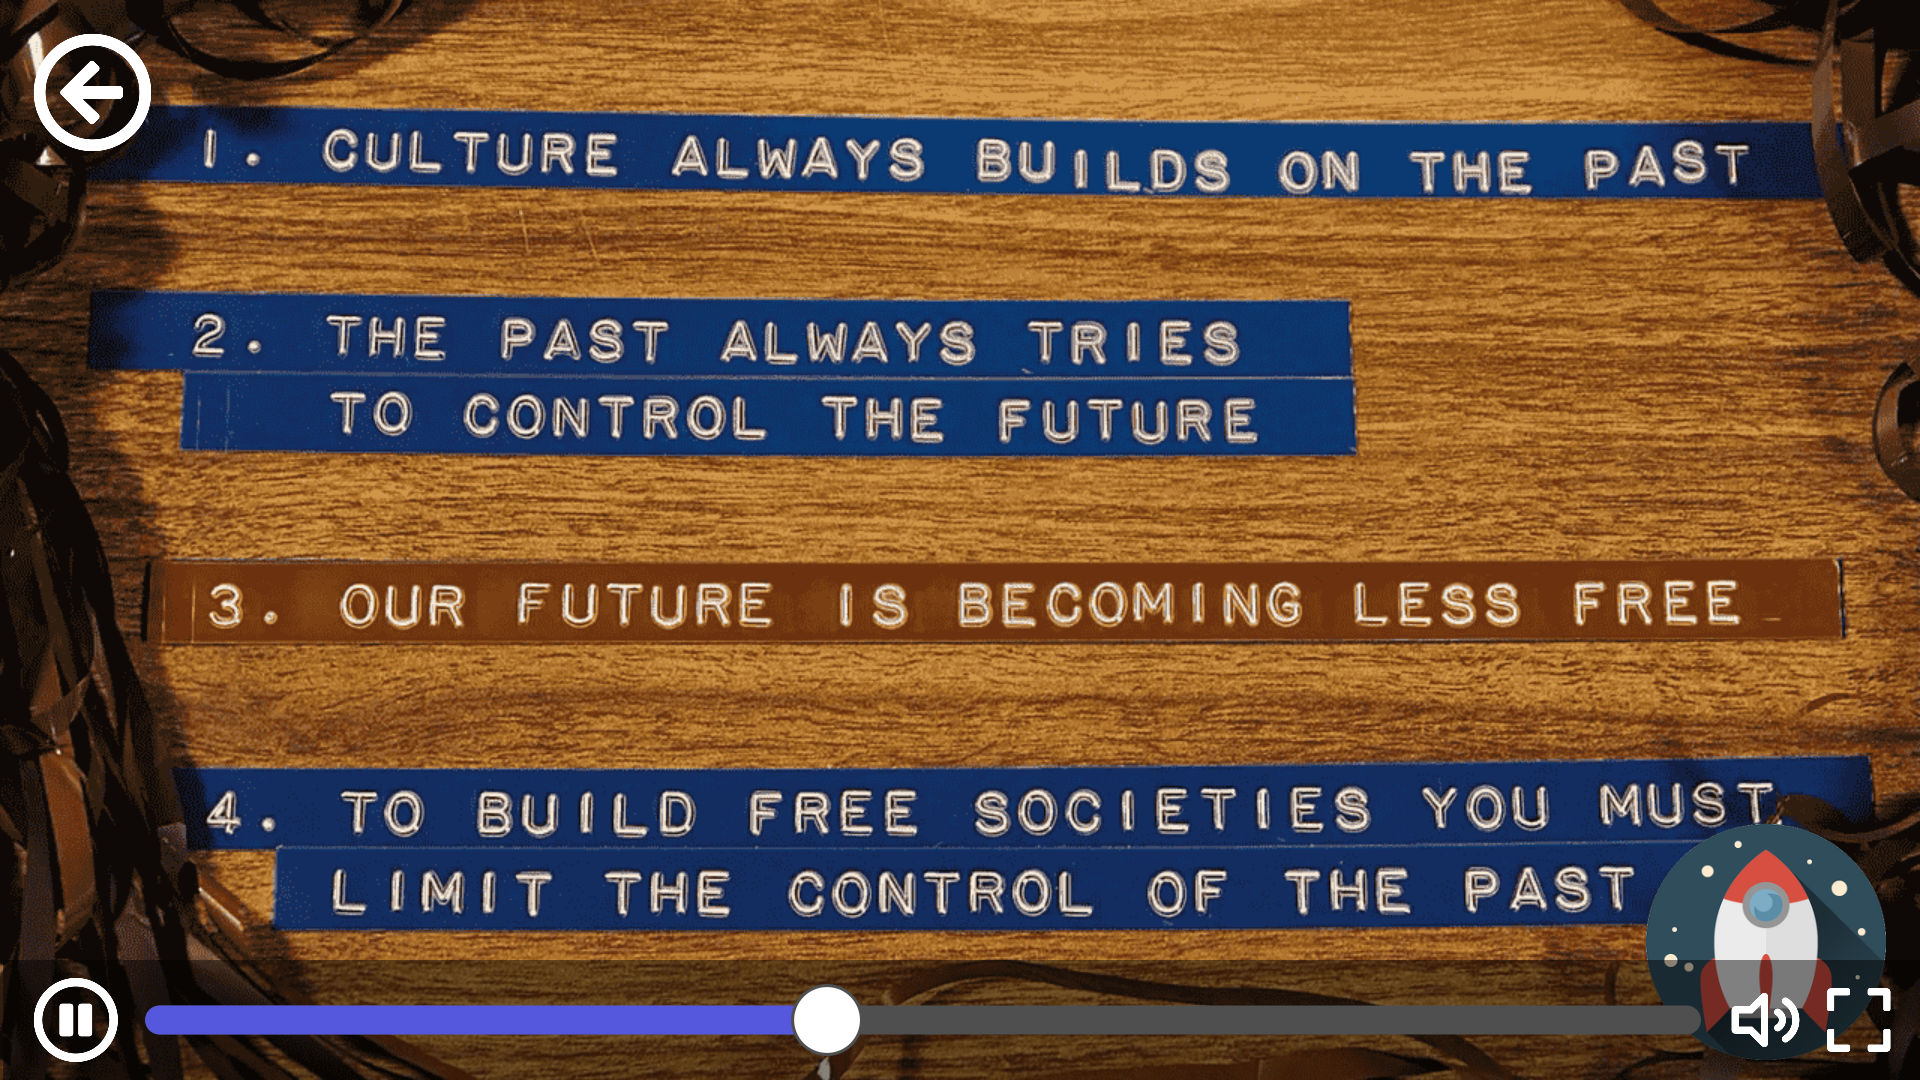 1. CULTURE ALWAYS BUILDS ON THE PAST
2. THE PAST ALWAYS TRIES
TO CONTROL THE FUTURE
3. OUR FUTURE IS BECOMING LESS FREE
4. TO BUILD FREE SOCIETIES YOU MUST
LIMIT THE CONTROL OF THE PAST